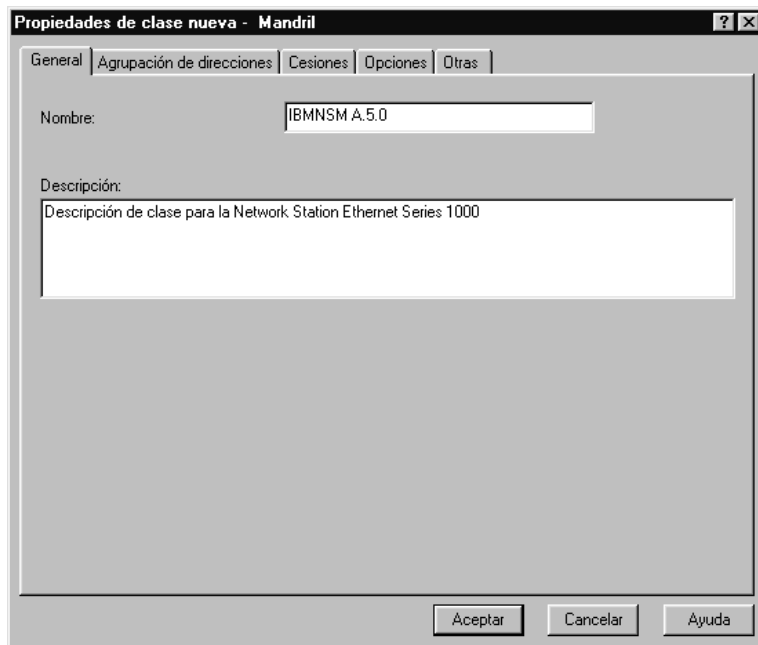 Propiedades de clase nueva - Mandril
General Agrupación de direcciones Cesiones Opciones Otras
Nombre: IBMNSM A.5.0
Descripción:
Descripción de clase para la Network Station Ethernet Series 1000
Aceptar Cancelar Ayuda